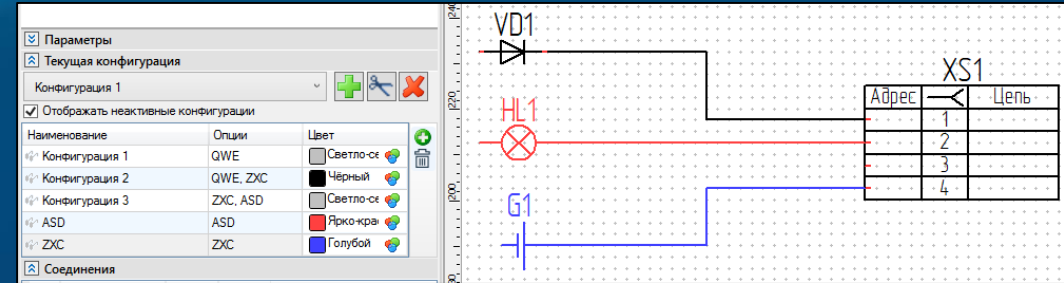 Параметры
Текущая конфигурация
Конфигурация 1
Отображать неактивные конфигурации
Наименование Опции Цвет
Конфигурация 1 QWE Светло-се
Конфигурация 2 QWE, ZXC Чёрный
Конфигурация 3 ZXC, ASD Светло-се
ASD ASD Ярко-кра
ZXC ZXC Голубой
Соединения
220
200
VD1
HL1
G1
XS1
Адрес Цепь
1
2
3
4